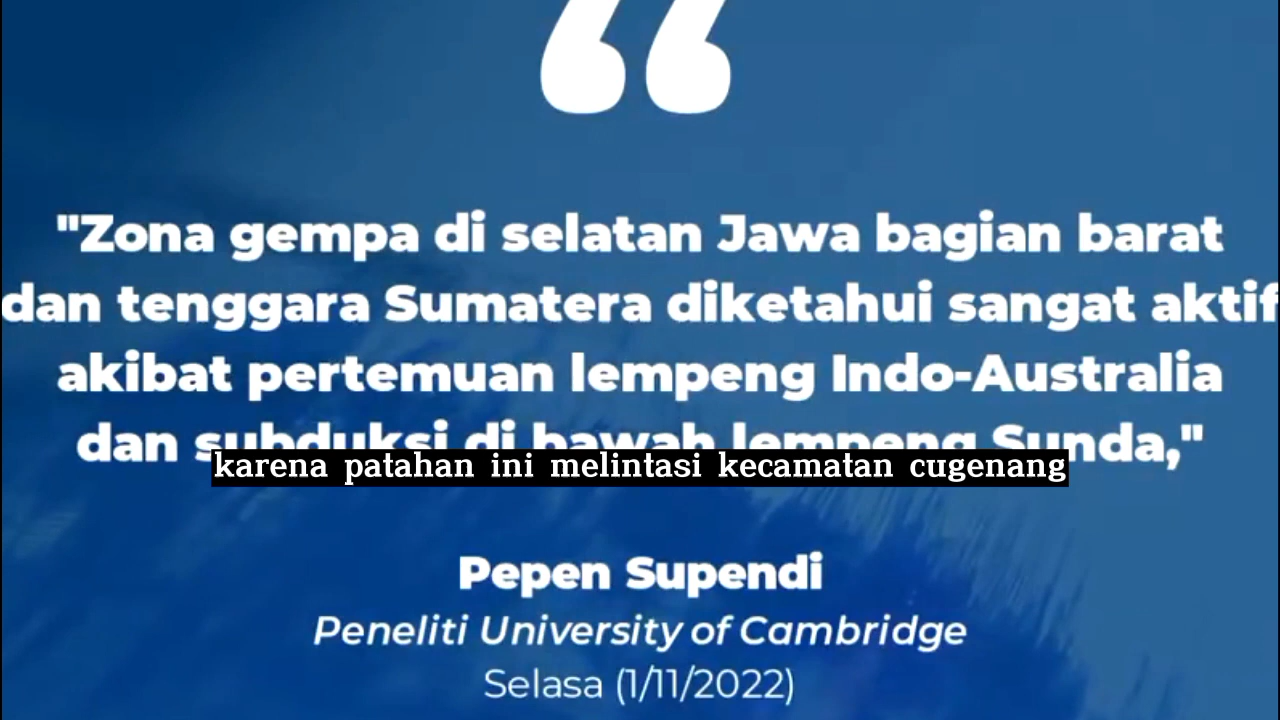 “
"Zona gempa di selatan Jawa bagian barat
dan tenggara Sumatera diketahui sangat aktif
akibat pertemuan lempeng Indo-Australia
dan subduksi di bawah lempeng Sunda,"
karena patahan ini melintasi kecamatan cugenang
Pepen Supendi
Peneliti University of Cambridge
Selasa (1/11/2022)